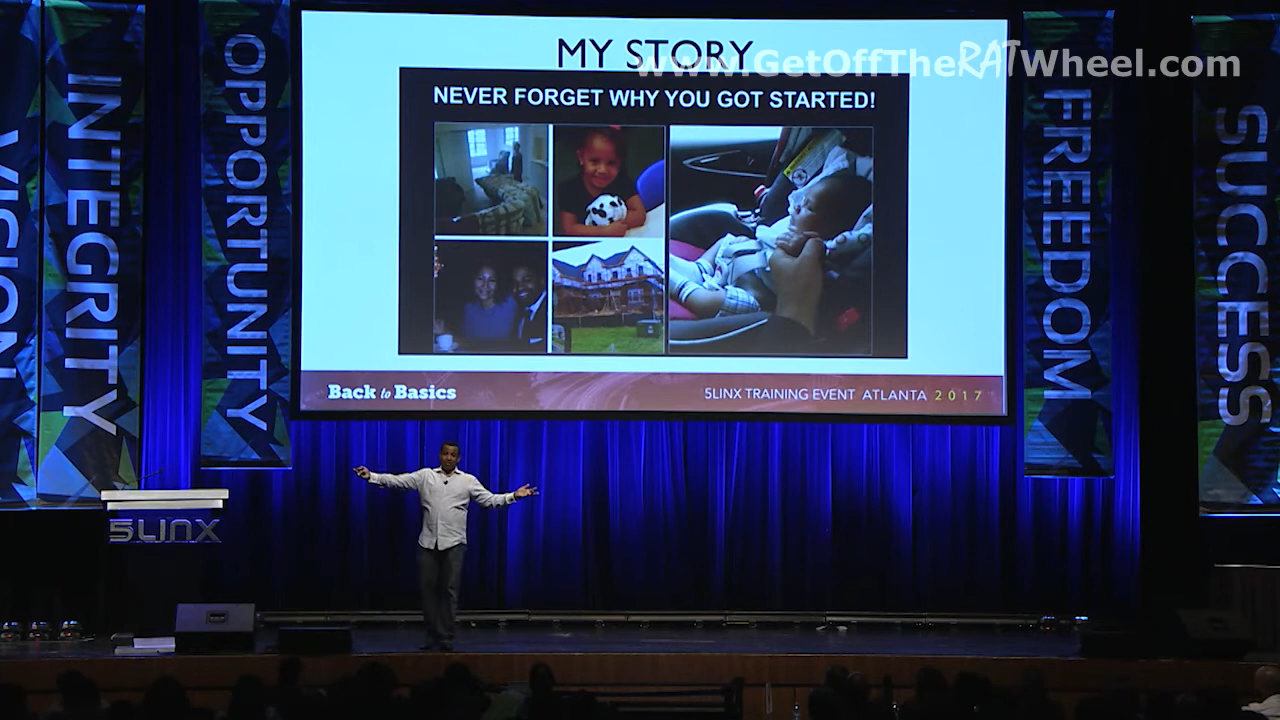 MY STORY
www.GetOffTheRATWheel.com
NEVER FORGET WHY YOU GOT STARTED!
VISION
INTEGRITY
OPPORTUNITY
FREEDOM
SUCCESS
Back to Basics
5LINX TRAINING EVENT ATLANTA 2017
5LINX